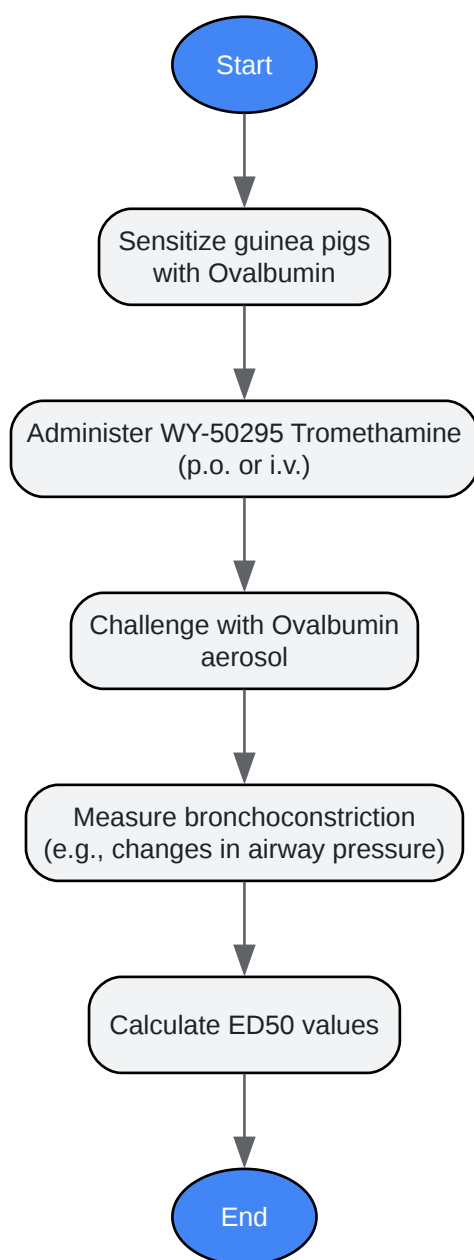 Start
Sensitize guinea pigs
with Ovalbumin
Administer WY-50295 Tromethamine
(p.o. or i.v.)
Challenge with Ovalbumin
aerosol
Measure bronchoconstriction
(e.g., changes in airway pressure)
Calculate ED50 values
End